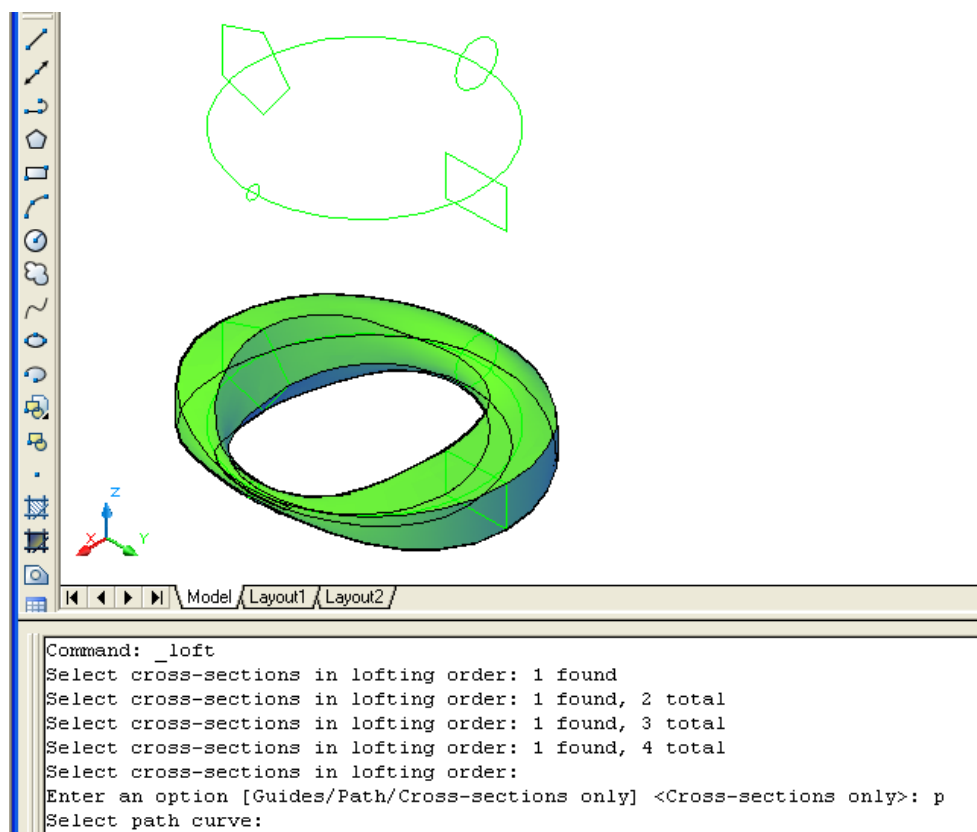 Z
X
Y
Model Layout1 Layout2
Command: _loft
Select cross-sections in lofting order: 1 found
Select cross-sections in lofting order: 1 found, 2 total
Select cross-sections in lofting order: 1 found, 3 total
Select cross-sections in lofting order: 1 found, 4 total
Select cross-sections in lofting order:
Enter an option [Guides/Path/Cross-sections only] <Cross-sections only>: p
Select path curve: